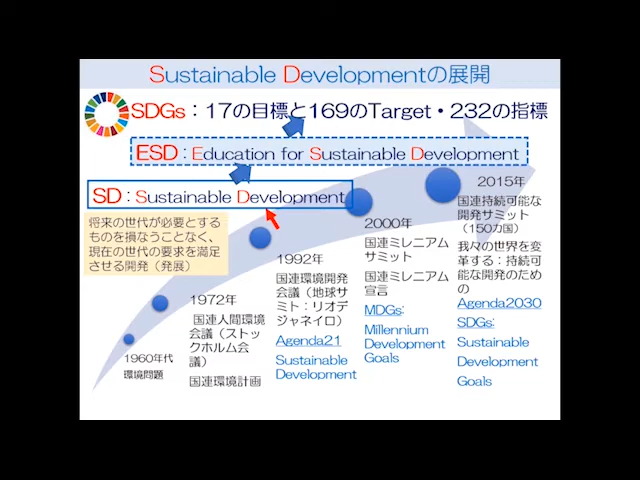 Sustainable Developmentの展開
SDGs：17の目標と169のTarget・232の指標
ESD：Education for Sustainable Development
SD：Sustainable Development
将来の世代が必要とする
ものを損なうことなく、
現在の世代の要求を満足
させる開発（発展）
1960年代
環境問題
1972年
国連人間環境
会議（ストッ
クホルム会
議）
国連環境計画
1992年
国連環境開発
会議（地球サ
ミト：リオデ
ジャネイロ）
Agenda21
Sustainable
Development
2000年
国連ミレニアム
サミット
国連ミレニアム
宣言
MDGs:
Millennium
Development
Goals
2015年
国連持続可能な
開発サミット
（150カ国）
我々の世界を変
革する：持続可
能な開発のため
の
Agenda2030
SDGs:
Sustainable
Development
Goals